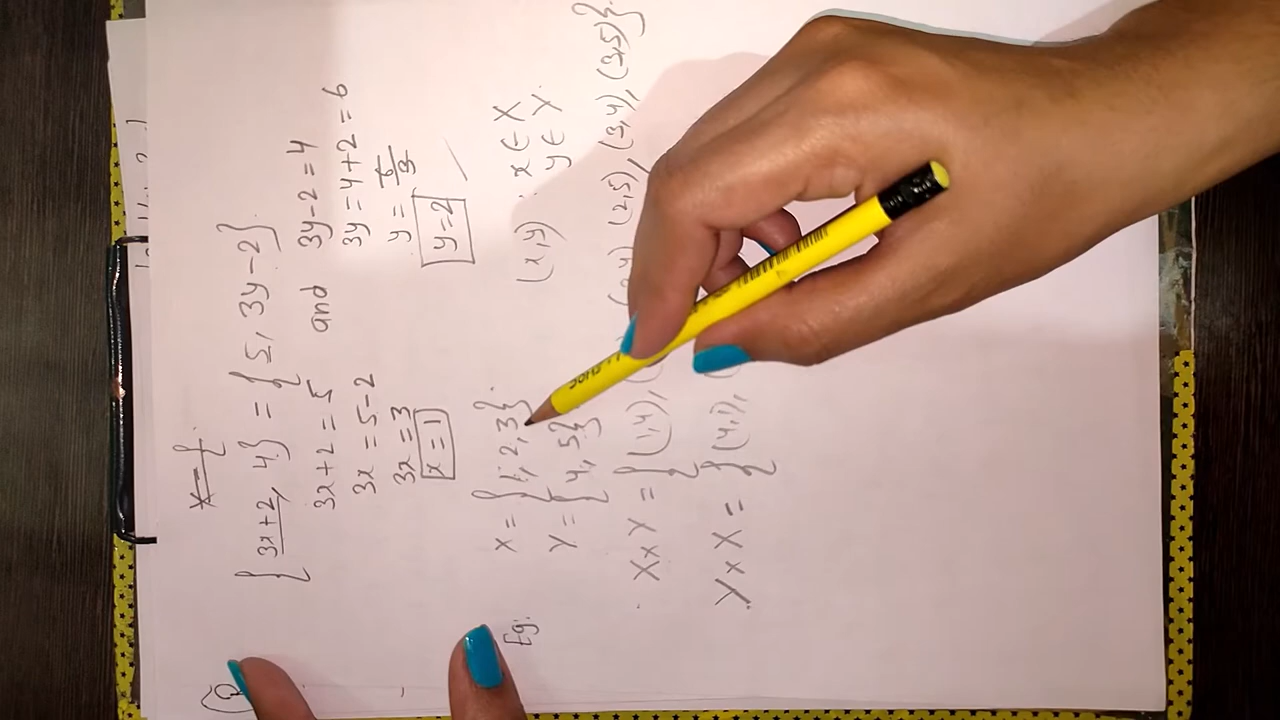 {3x+2, 4} = {5, 3y-2}.
3x+2 = 5 and 3y-2 = 4
3x = 5-2 3y = 4+2 = 6
3x = 3 y = 6/3
x = 1 y = 2
Eg: X = {1, 2, 3}. (x,y) : x ∈ X
Y = {4, 5} y ∈ Y.
X x Y = {(1,4), (2,5), (3,4), (3,5)}.
Y x X = {(4,1),